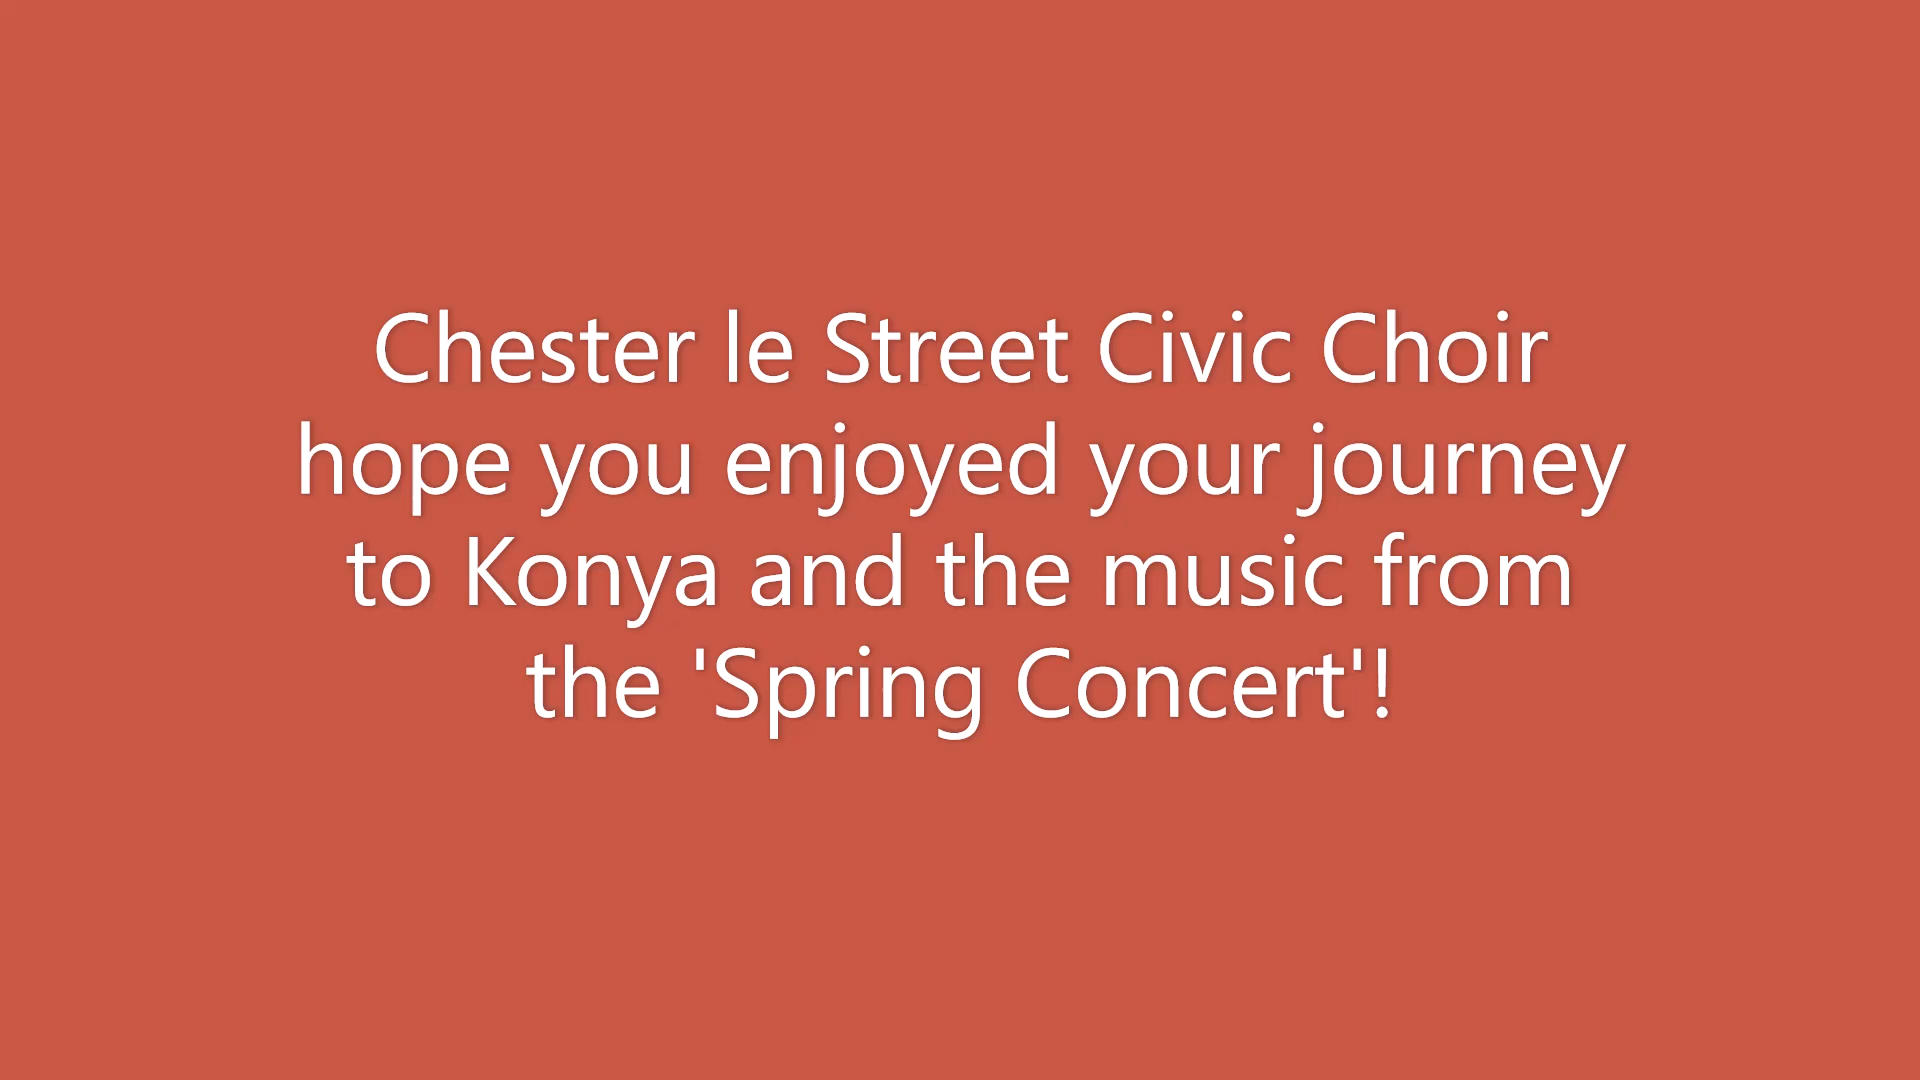 Chester le Street Civic Choir
hope you enjoyed your journey
to Konya and the music from
the 'Spring Concert'!